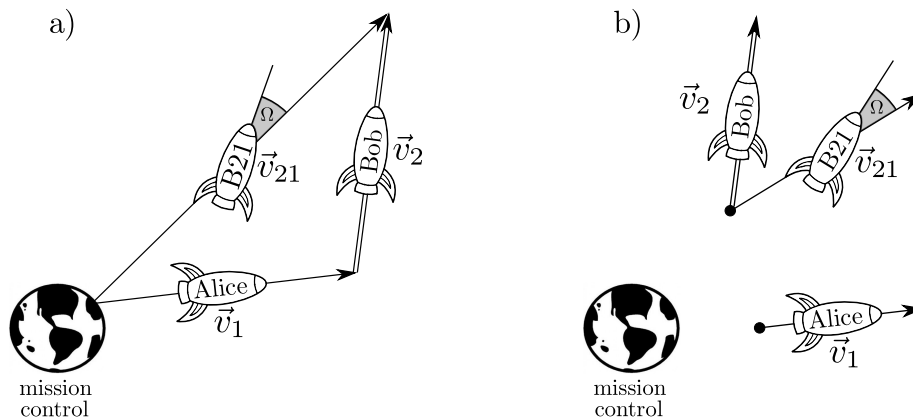 a)
Ω
B21
v⃗₂₁
Bob
v⃗₂
Alice
v⃗₁
mission
control
b)
v⃗₂
Bob
Ω
B21
v⃗₂₁
Alice
v⃗₁
mission
control